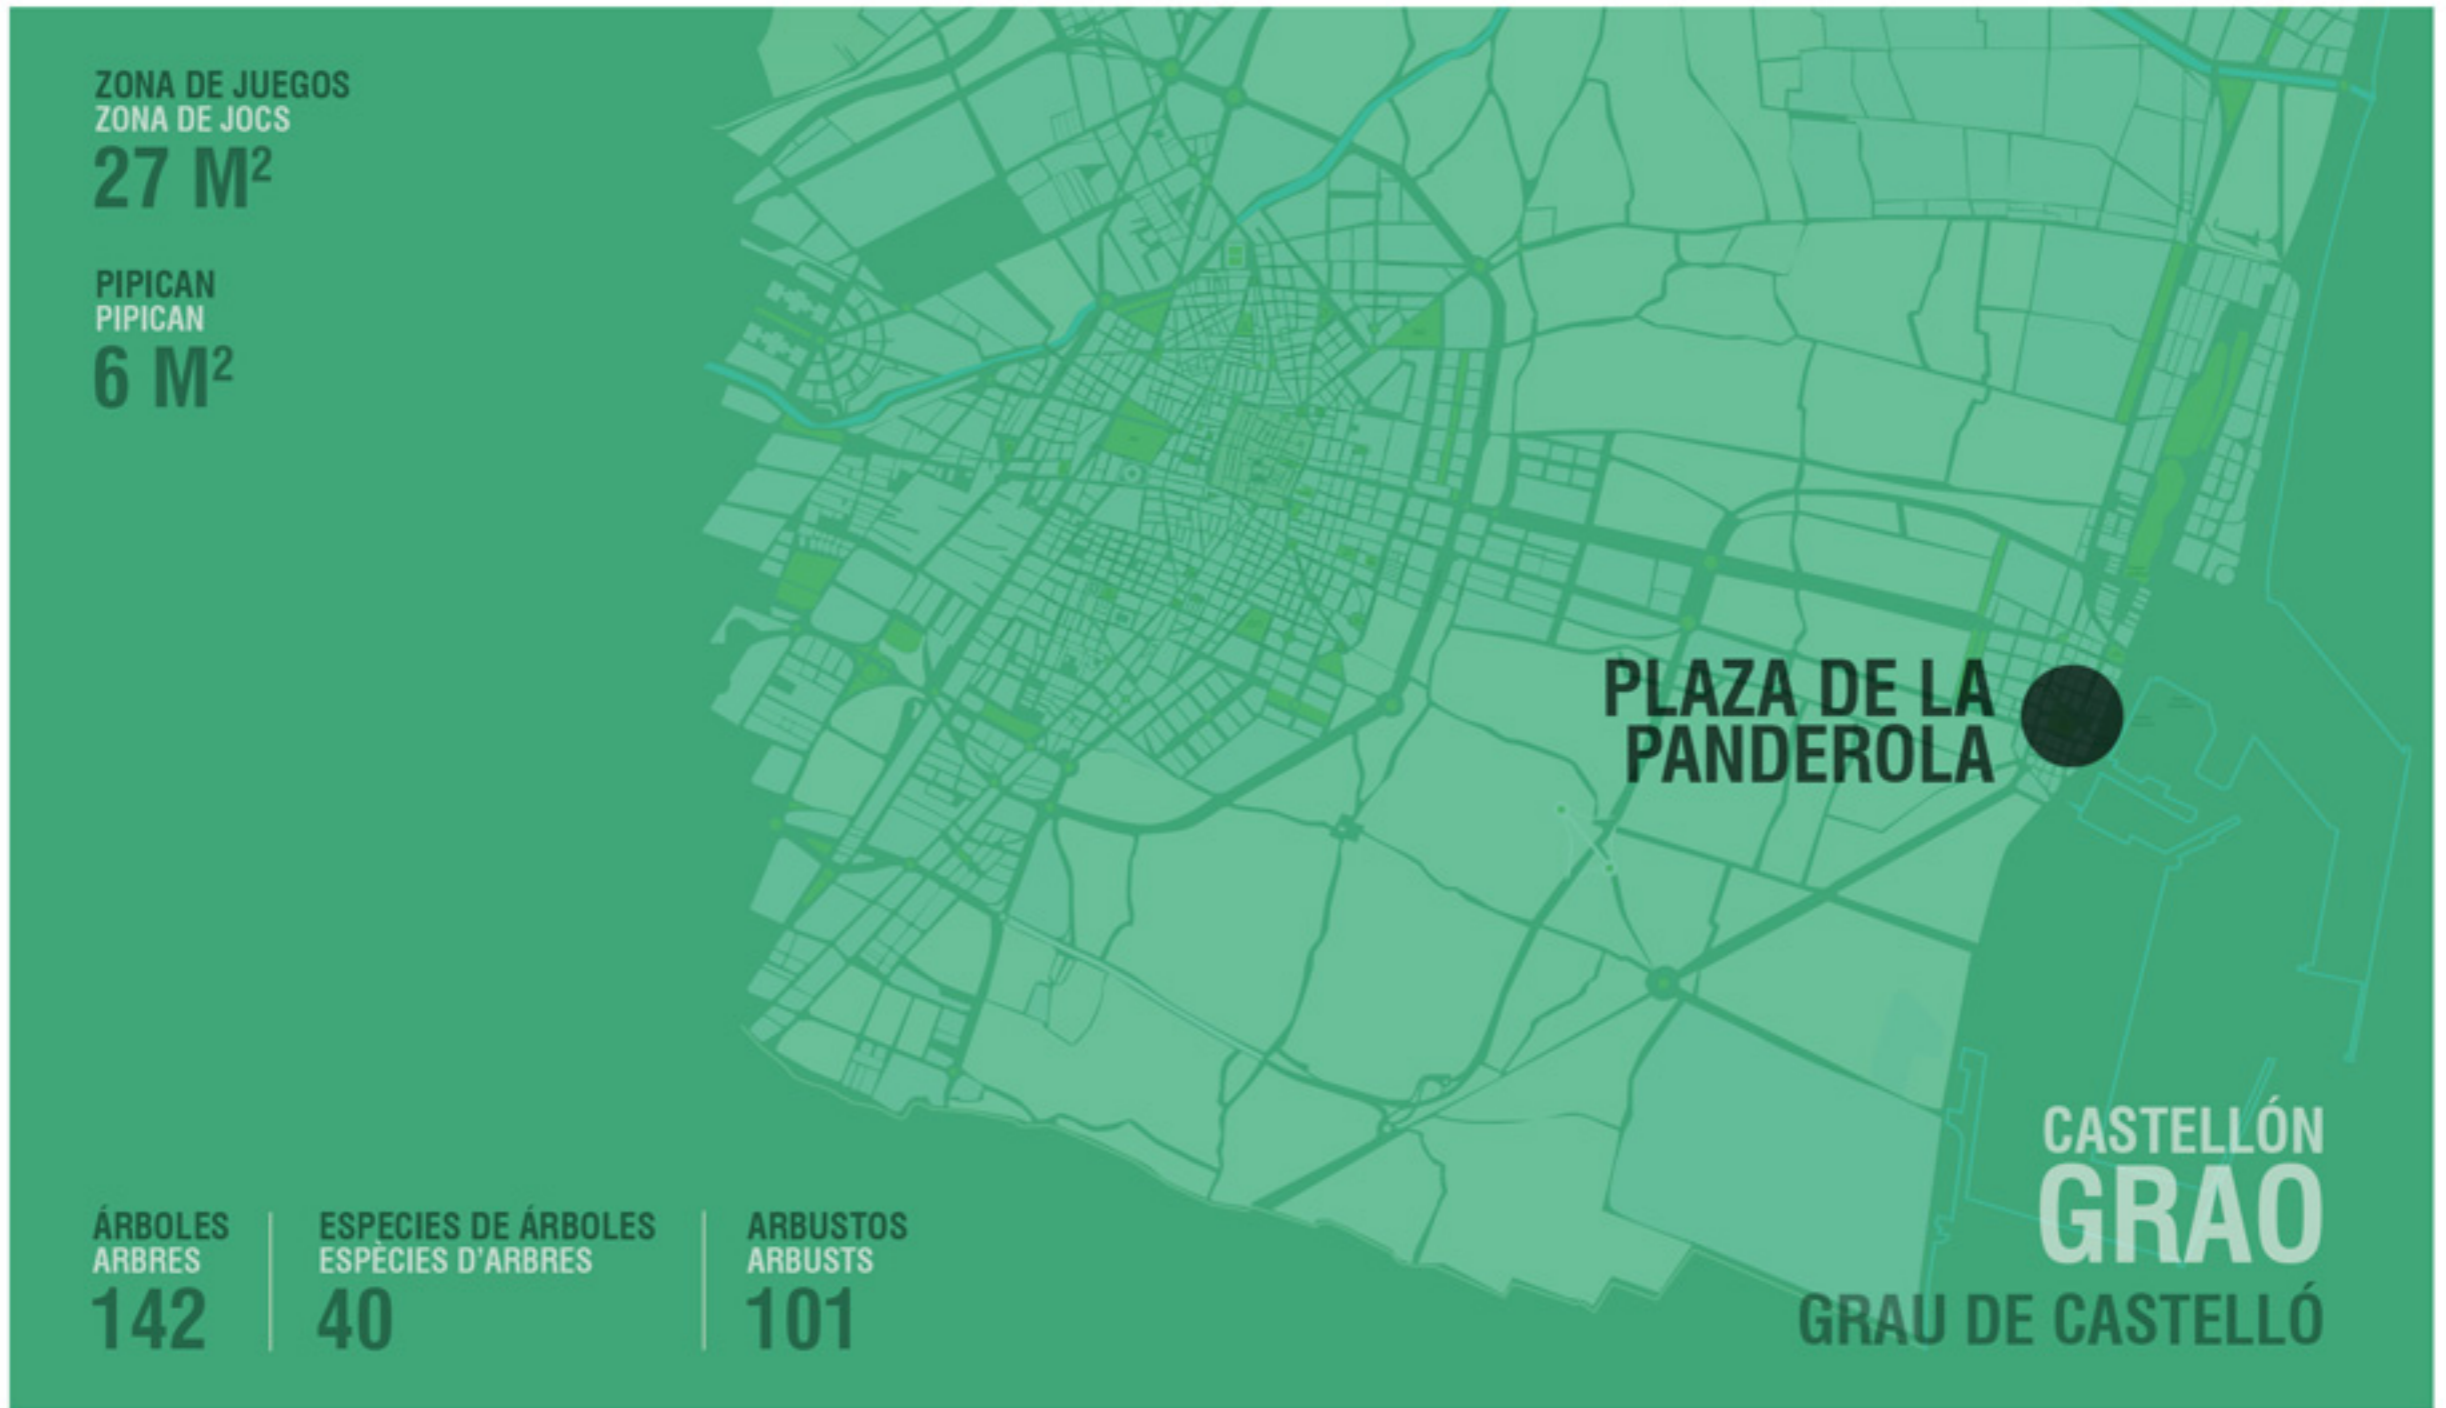 ZONA DE JUEGOS
ZONA DE JOCS
27 M²
PIPICAN
PIPICAN
6 M²
PLAZA DE LA
PANDEROLA
ÁRBOLES
ARBRES
142
ESPECIES DE ÁRBOLES
ESPÈCIES D'ARBRES
40
ARBUSTOS
ARBUSTS
101
CASTELLÓN
GRAO
GRAU DE CASTELLÓ